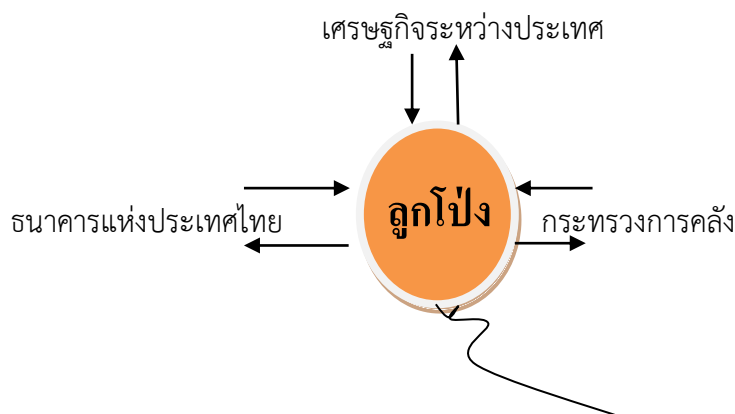 เศรษฐกิจระหว่างประเทศ
ลูกโป่ง
ธนาคารแห่งประเทศไทย
กระทรวงการคลัง